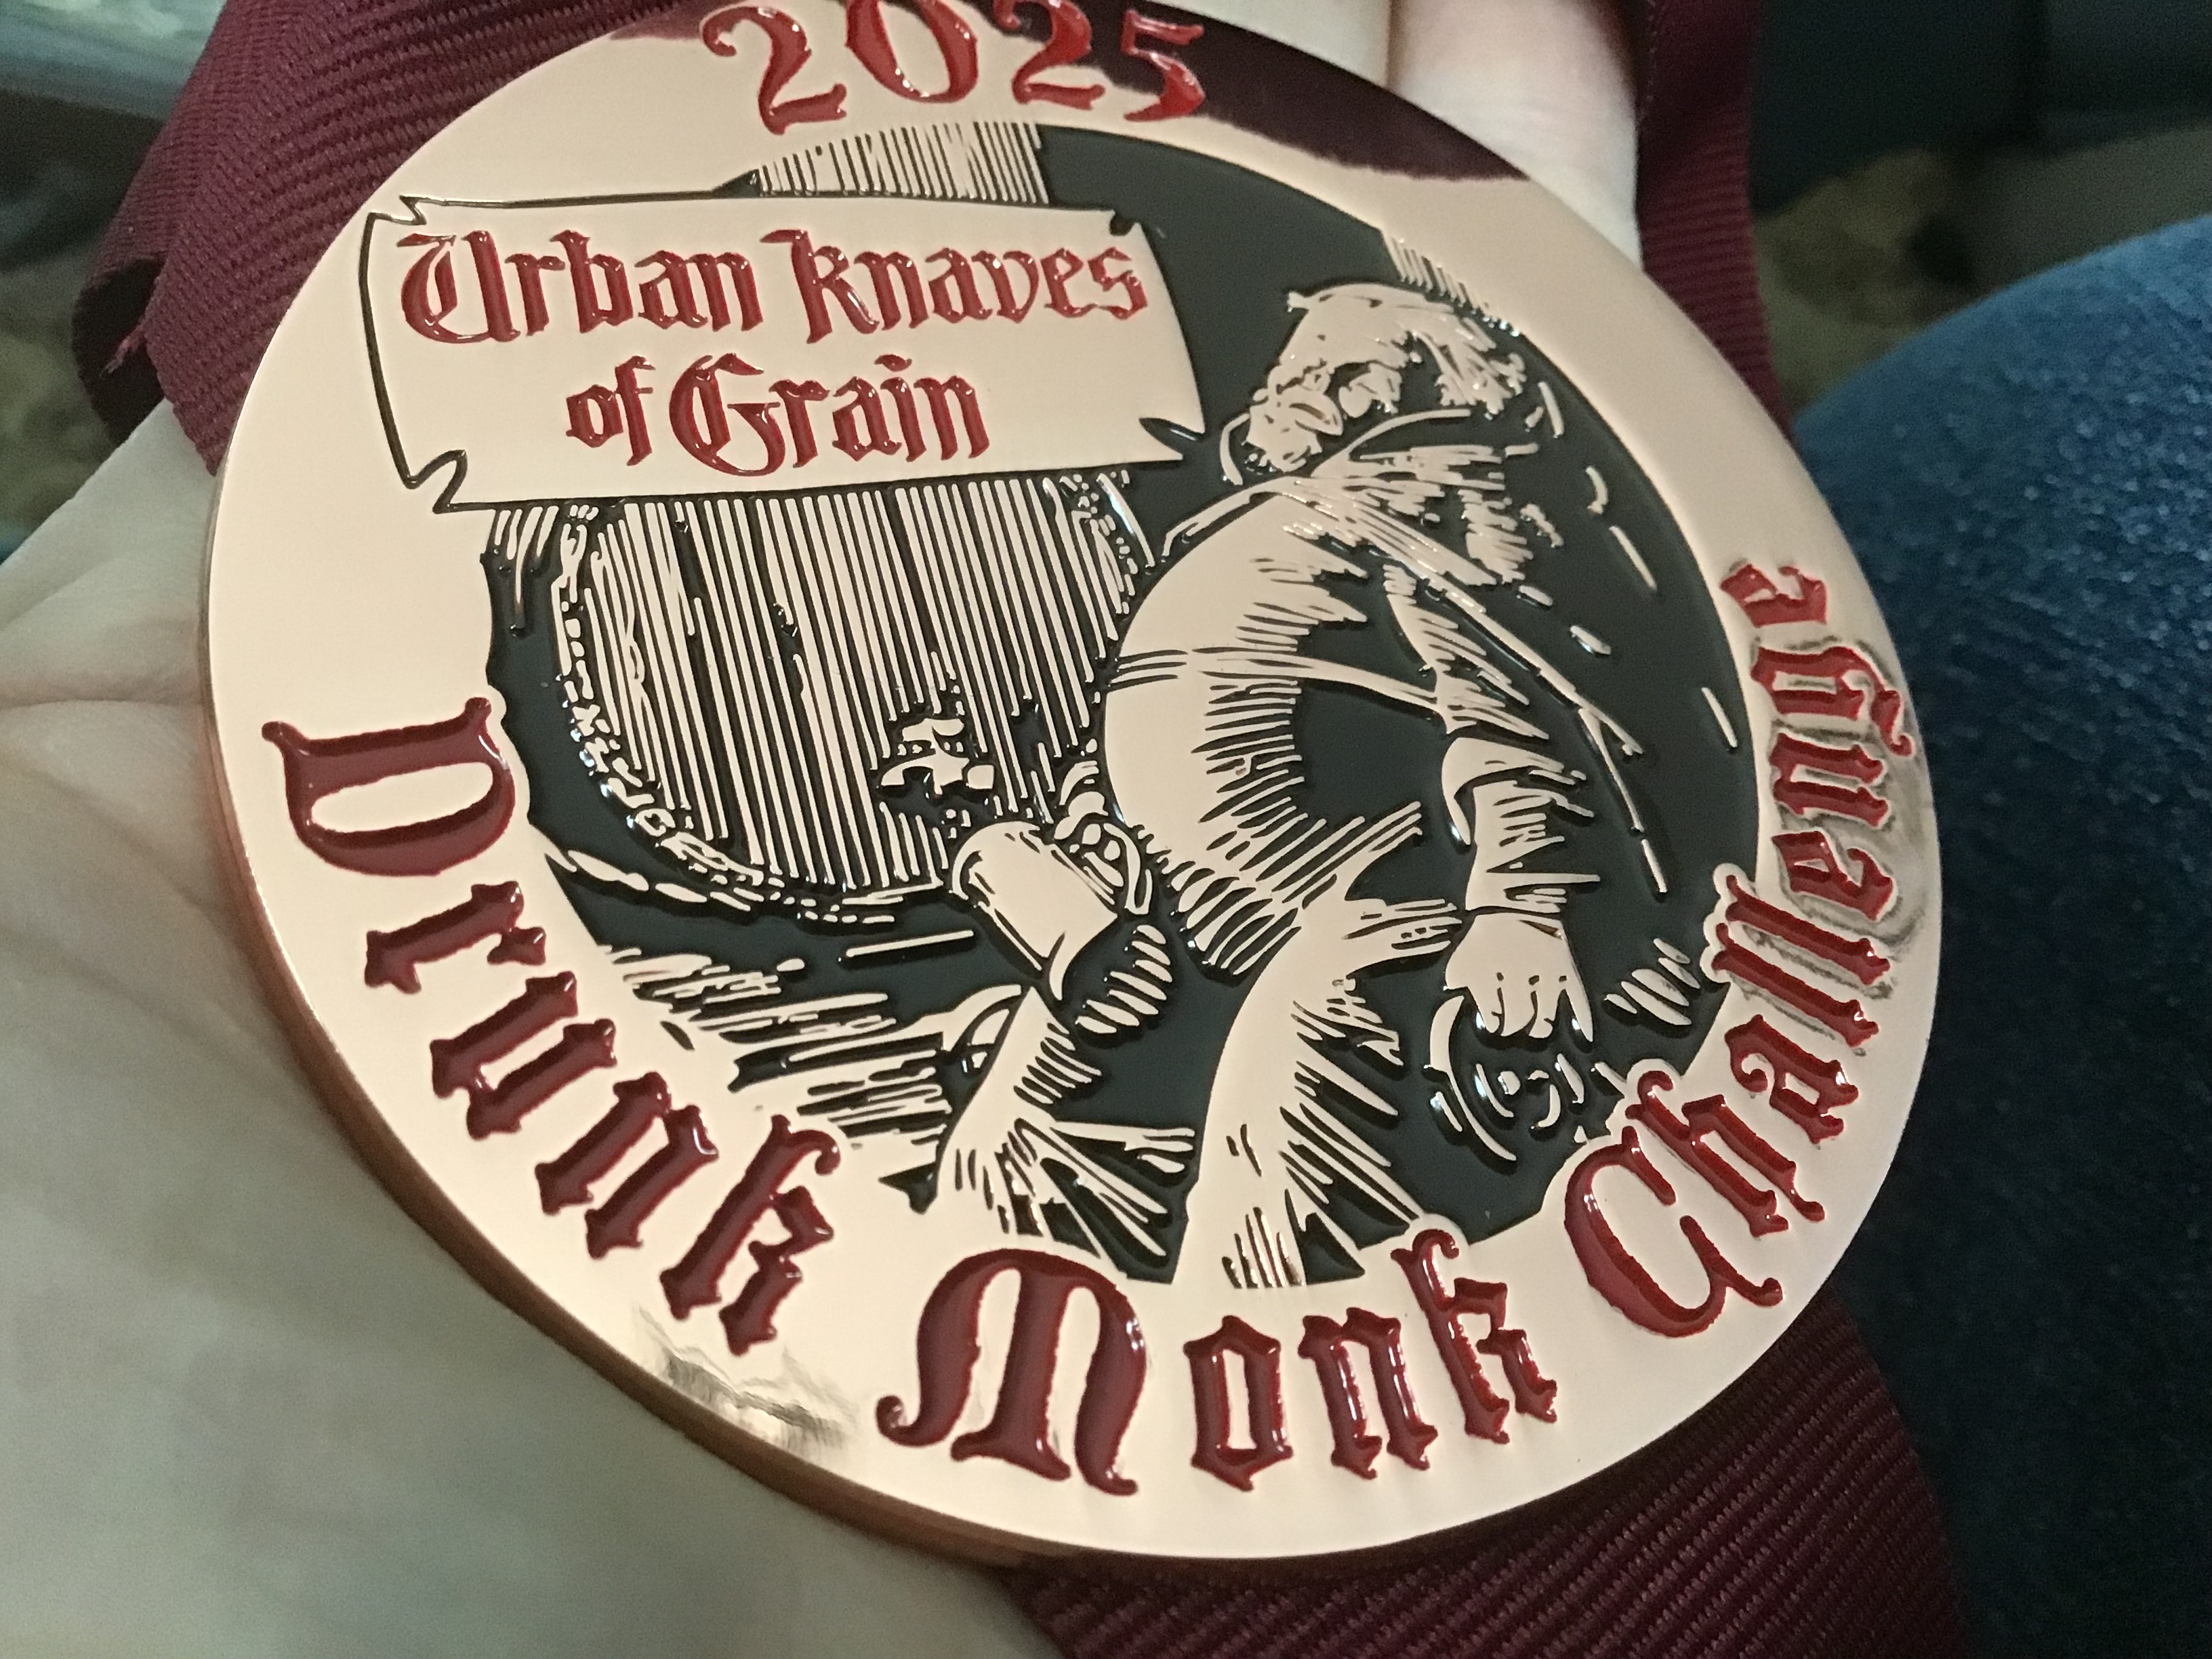 2025
Urban Knaves
of Grain
Drunk Monk Challenge